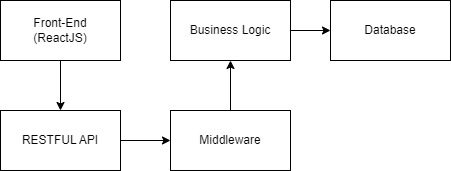 Front-End
(ReactJS)
Business Logic
Database
RESTFUL API
Middleware